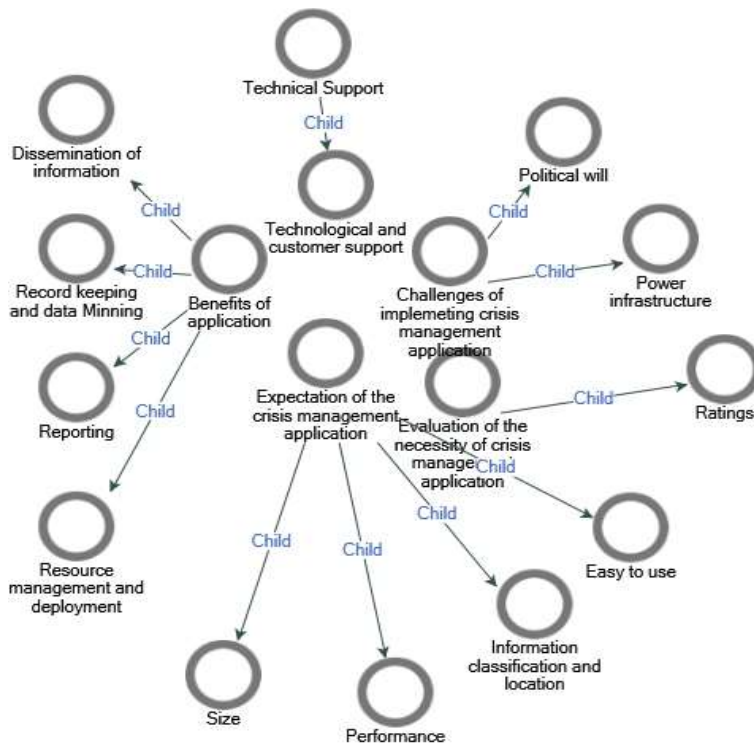 Technical Support
Child
Dissemination of
information
Political will
Child
Technological and
customer support
Child
Record keeping
and data Minning
Child
Benefits of
application
Challenges of
implemeting crisis
management
application
Child
Power
infrastructure
Child
Reporting
Child
Expectation of the
crisis management
application
Evaluation of the
necessity of crisis
management
application
Child
Ratings
Child
Child
Easy to use
Resource
management and
deployment
Child
Child
Child
Information
classification and
location
Size
Performance